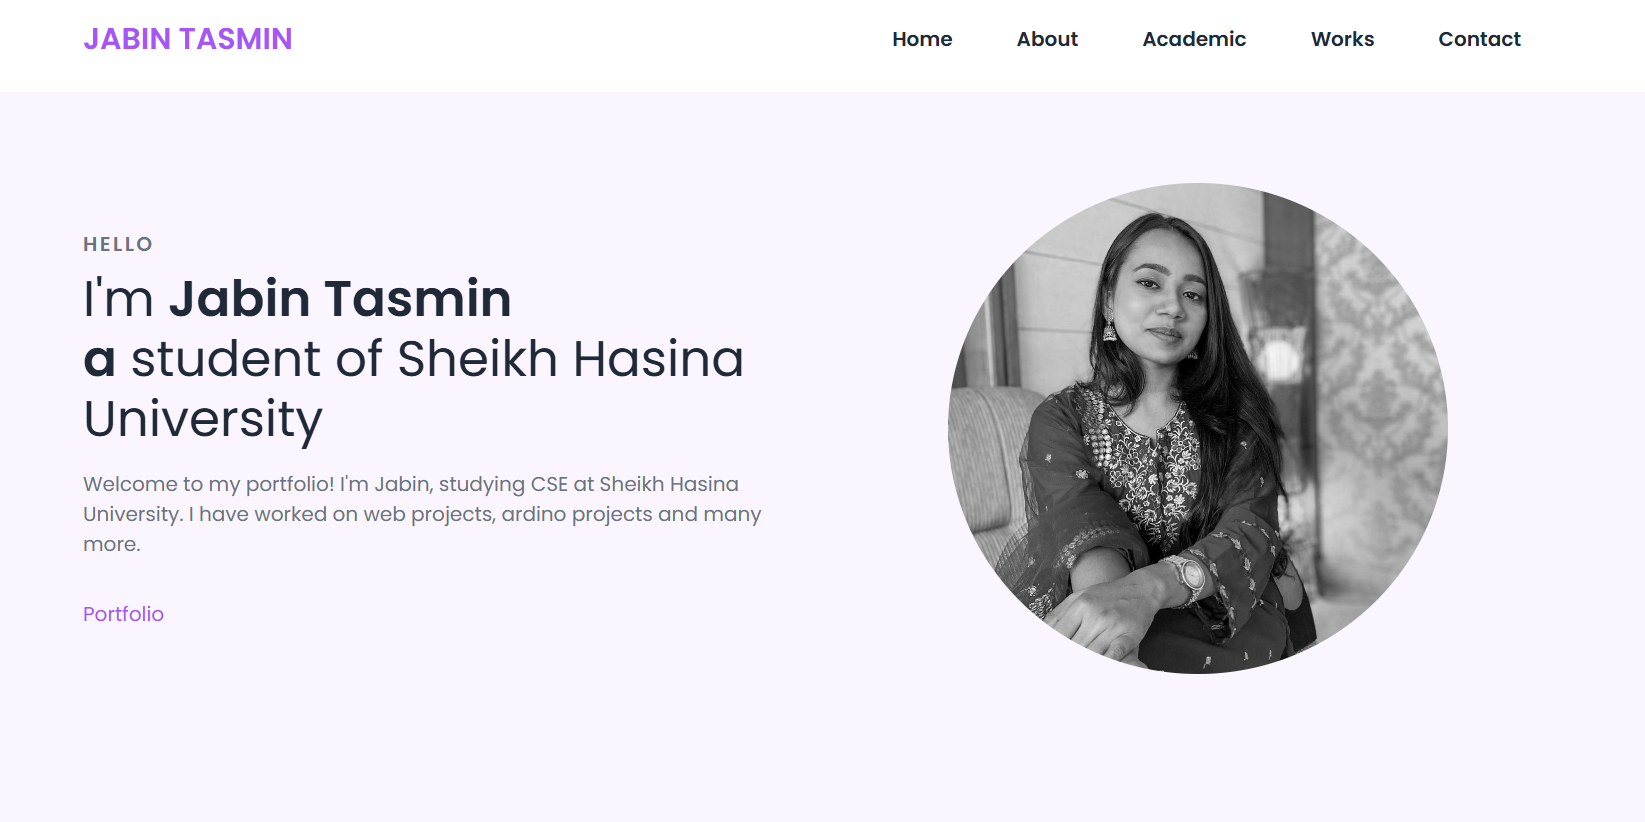 JABIN TASMIN
Home About Academic Works Contact
HELLO
I'm Jabin Tasmin
a student of Sheikh Hasina
University
Welcome to my portfolio! I'm Jabin, studying CSE at Sheikh Hasina
University. I have worked on web projects, ardino projects and many
more.
Portfolio